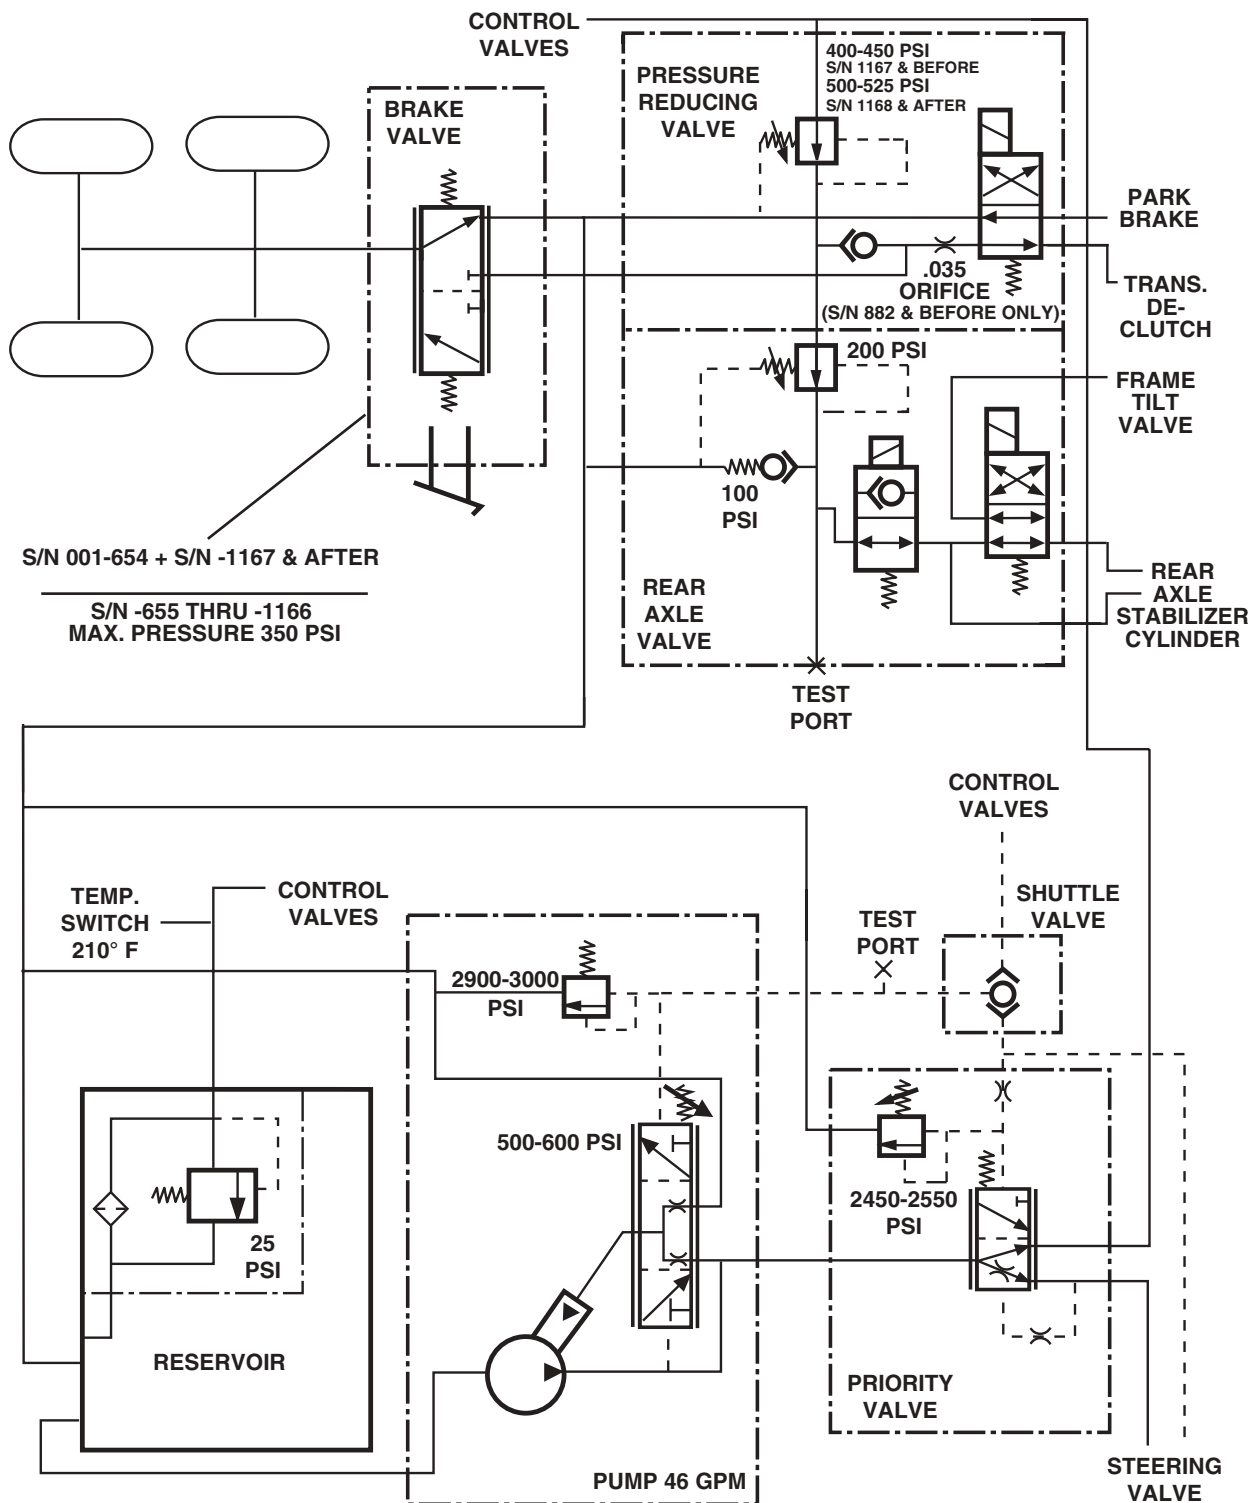 CONTROL
VALVES
400-450 PSI
S/N 1167 & BEFORE
500-525 PSI
S/N 1168 & AFTER
PRESSURE
REDUCING
VALVE
BRAKE
VALVE
PARK
BRAKE
.035
ORIFICE
(S/N 882 & BEFORE ONLY)
TRANS.
DE-
CLUTCH
200 PSI
FRAME
TILT
VALVE
100
PSI
S/N 001-654 + S/N -1167 & AFTER
S/N -655 THRU -1166
MAX. PRESSURE 350 PSI
REAR
AXLE
VALVE
REAR
AXLE
STABILIZER
CYLINDER
TEST
PORT
CONTROL
VALVES
TEMP.
SWITCH
210° F
CONTROL
VALVES
SHUTTLE
VALVE
TEST
PORT
2900-3000
PSI
500-600 PSI
2450-2550
PSI
25
PSI
RESERVOIR
PRIORITY
VALVE
PUMP 46 GPM
STEERING
VALVE